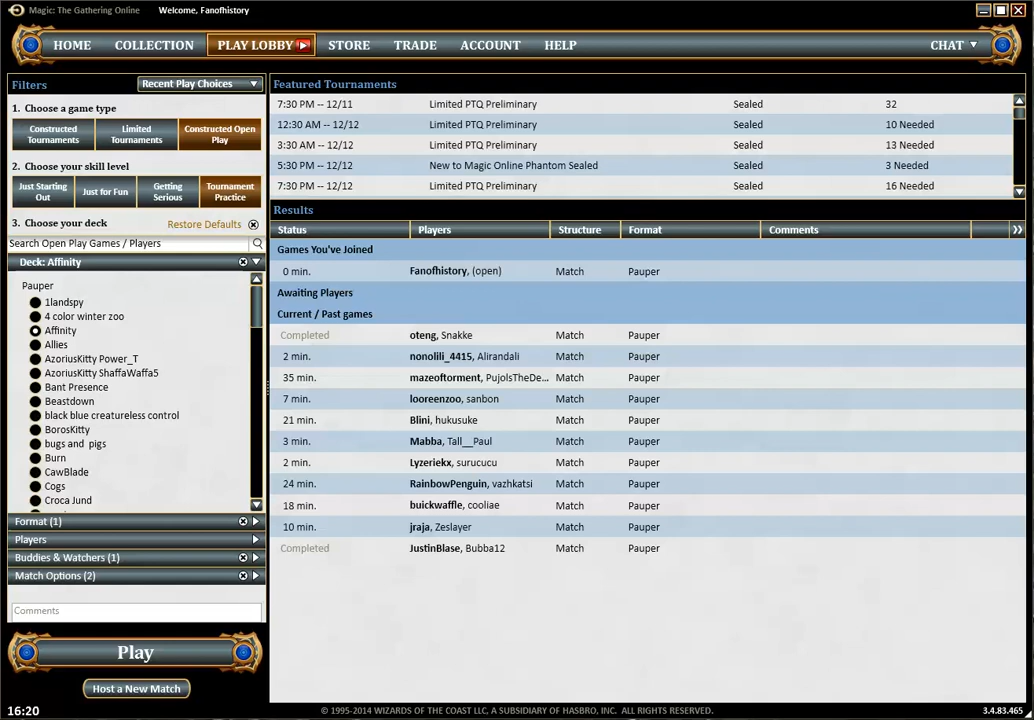 Magic: The Gathering Online Welcome, Fanofhistory
HOME COLLECTION PLAY LOBBY STORE TRADE ACCOUNT HELP CHAT
Filters Recent Play Choices
1. Choose a game type
Constructed Tournaments
Limited Tournaments
Constructed Open Play
2. Choose your skill level
Just Starting Out
Just for Fun
Getting Serious
Tournament Practice
3. Choose your deck Restore Defaults
Search Open Play Games / Players
Deck: Affinity
Pauper
1landspy
4 color winter zoo
Affinity
Allies
AzoriusKitty Power_T
AzoriusKitty ShaffaWaffa5
Bant Presence
Beastdown
black blue creatureless control
BorosKitty
bugs and pigs
Burn
CawBlade
Cogs
Croca Jund
Format (1)
Players
Buddies & Watchers (1)
Match Options (2)
Comments
Play
Host a New Match
16:20
Featured Tournaments
7:30 PM -- 12/11 Limited PTQ Preliminary Sealed 32
12:30 AM -- 12/12 Limited PTQ Preliminary Sealed 10 Needed
3:30 AM -- 12/12 Limited PTQ Preliminary Sealed 13 Needed
5:30 PM -- 12/12 New to Magic Online Phantom Sealed Sealed 3 Needed
7:30 PM -- 12/12 Limited PTQ Preliminary Sealed 16 Needed
Results
Status Players Structure Format Comments
Games You've Joined
0 min. Fanofhistory, (open) Match Pauper
Awaiting Players
Current / Past games
Completed oteng, Snakke Match Pauper
2 min. nonolili_4415, Alirandali Match Pauper
35 min. mazeoftorment, PujolsTheDe... Match Pauper
7 min. looreenzoo, sanbon Match Pauper
21 min. Blini, hukusuke Match Pauper
3 min. Mabba, Tall__Paul Match Pauper
2 min. Lyzeriekx, surucucu Match Pauper
24 min. RainbowPenguin, vazhkatsi Match Pauper
18 min. buickwaffle, cooliae Match Pauper
10 min. jraja, Zeslayer Match Pauper
Completed JustinBlase, Bubba12 Match Pauper
© 1995-2014 WIZARDS OF THE COAST LLC, A SUBSIDIARY OF HASBRO, INC. ALL RIGHTS RESERVED. 3.4.83.465